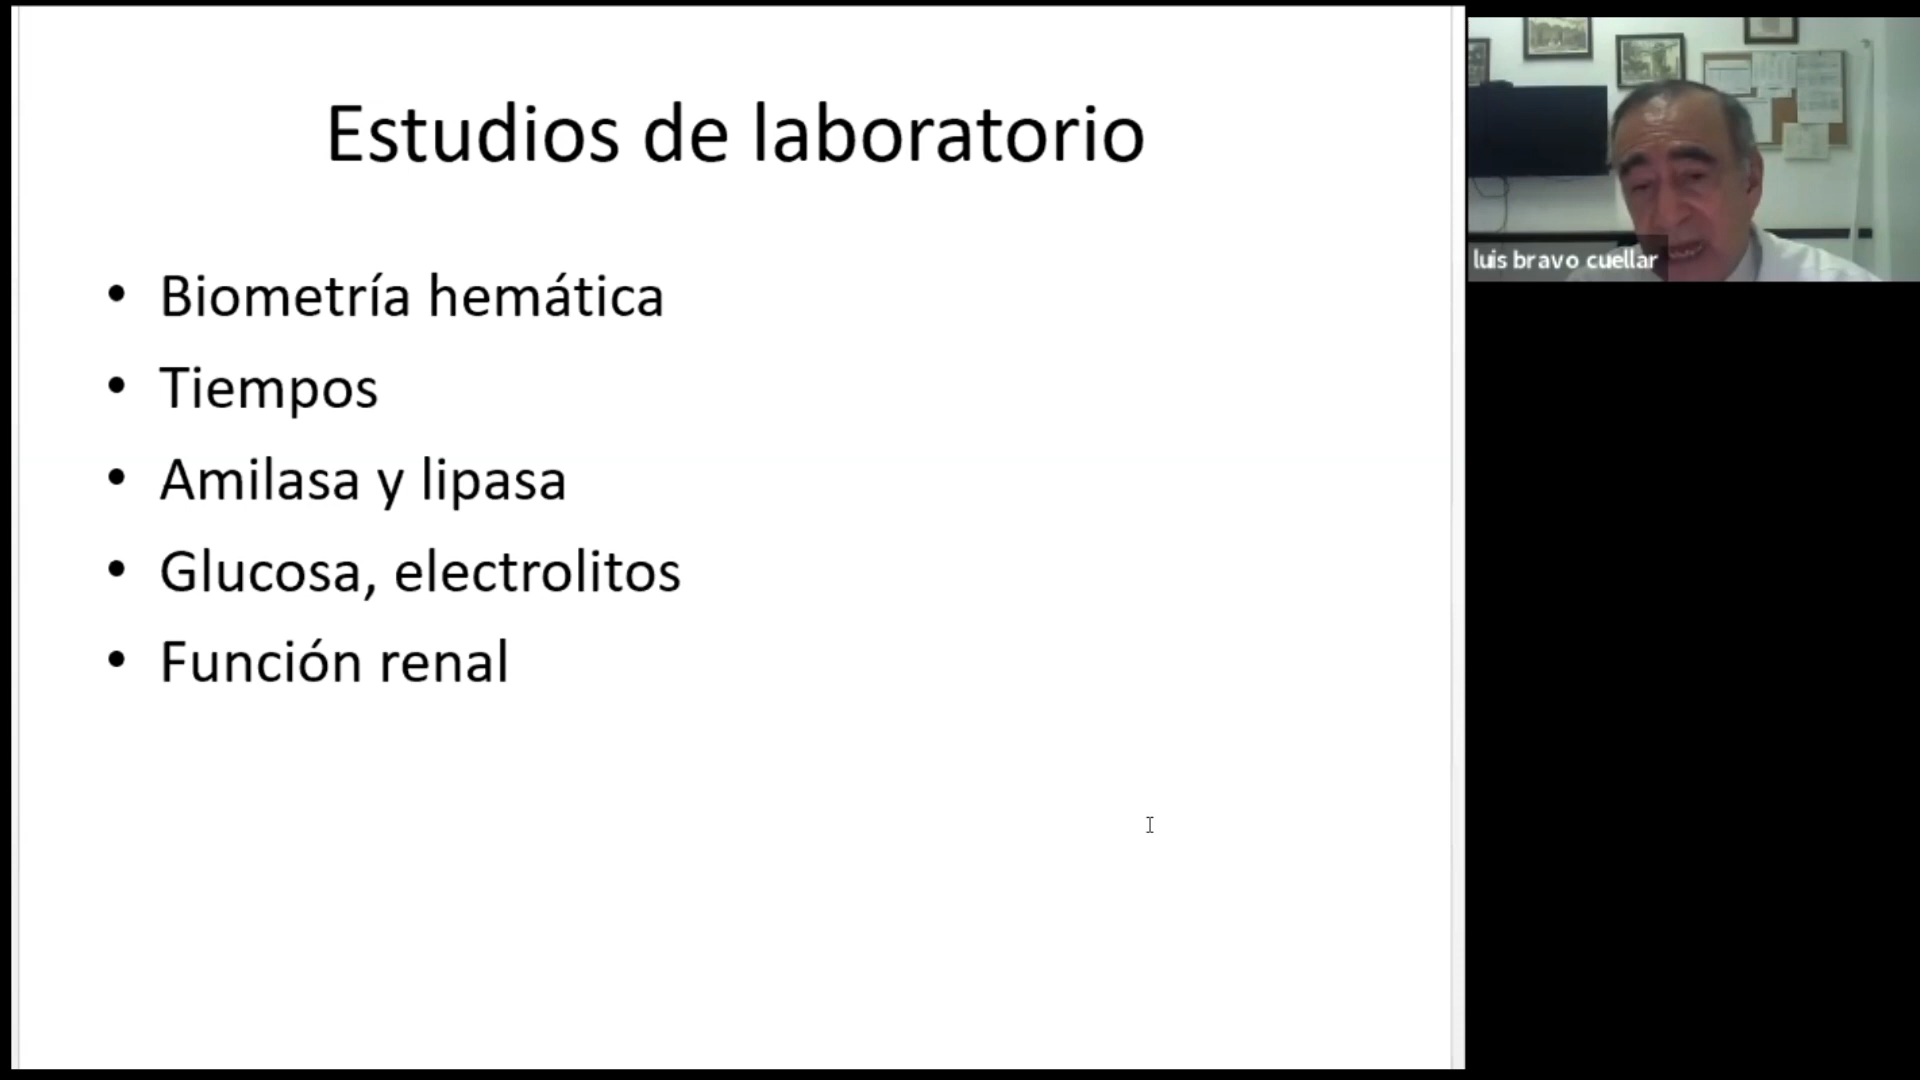 Estudios de laboratorio
• Biometría hemática
• Tiempos
• Amilasa y lipasa
• Glucosa, electrolitos
• Función renal
luis bravo cuellar